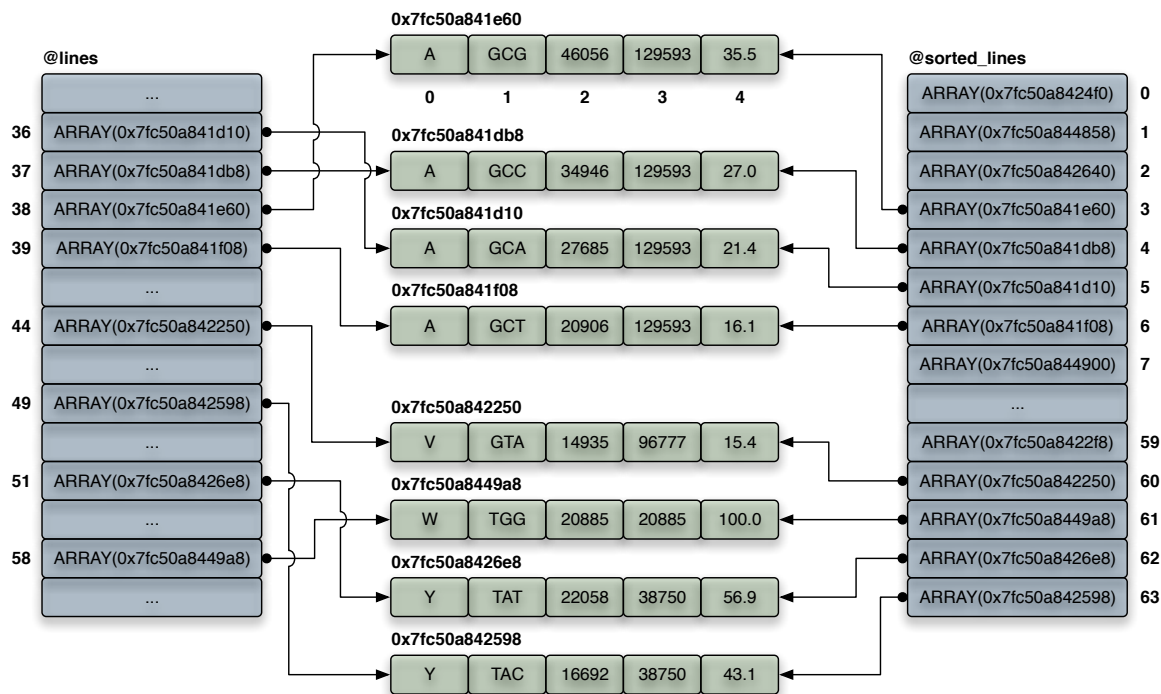 @lines
...
36 ARRAY(0x7fc50a841d10)
37 ARRAY(0x7fc50a841db8)
38 ARRAY(0x7fc50a841e60)
39 ARRAY(0x7fc50a841f08)
...
44 ARRAY(0x7fc50a842250)
...
49 ARRAY(0x7fc50a842598)
...
51 ARRAY(0x7fc50a8426e8)
...
58 ARRAY(0x7fc50a8449a8)
...
0x7fc50a841e60
A GCG 46056 129593 35.5
0 1 2 3 4
0x7fc50a841db8
A GCC 34946 129593 27.0
0x7fc50a841d10
A GCA 27685 129593 21.4
0x7fc50a841f08
A GCT 20906 129593 16.1
0x7fc50a842250
V GTA 14935 96777 15.4
0x7fc50a8449a8
W TGG 20885 20885 100.0
0x7fc50a8426e8
Y TAT 22058 38750 56.9
0x7fc50a842598
Y TAC 16692 38750 43.1
@sorted_lines
ARRAY(0x7fc50a8424f0) 0
ARRAY(0x7fc50a844858) 1
ARRAY(0x7fc50a842640) 2
ARRAY(0x7fc50a841e60) 3
ARRAY(0x7fc50a841db8) 4
ARRAY(0x7fc50a841d10) 5
ARRAY(0x7fc50a841f08) 6
ARRAY(0x7fc50a844900) 7
...
ARRAY(0x7fc50a8422f8) 59
ARRAY(0x7fc50a842250) 60
ARRAY(0x7fc50a8449a8) 61
ARRAY(0x7fc50a8426e8) 62
ARRAY(0x7fc50a842598) 63